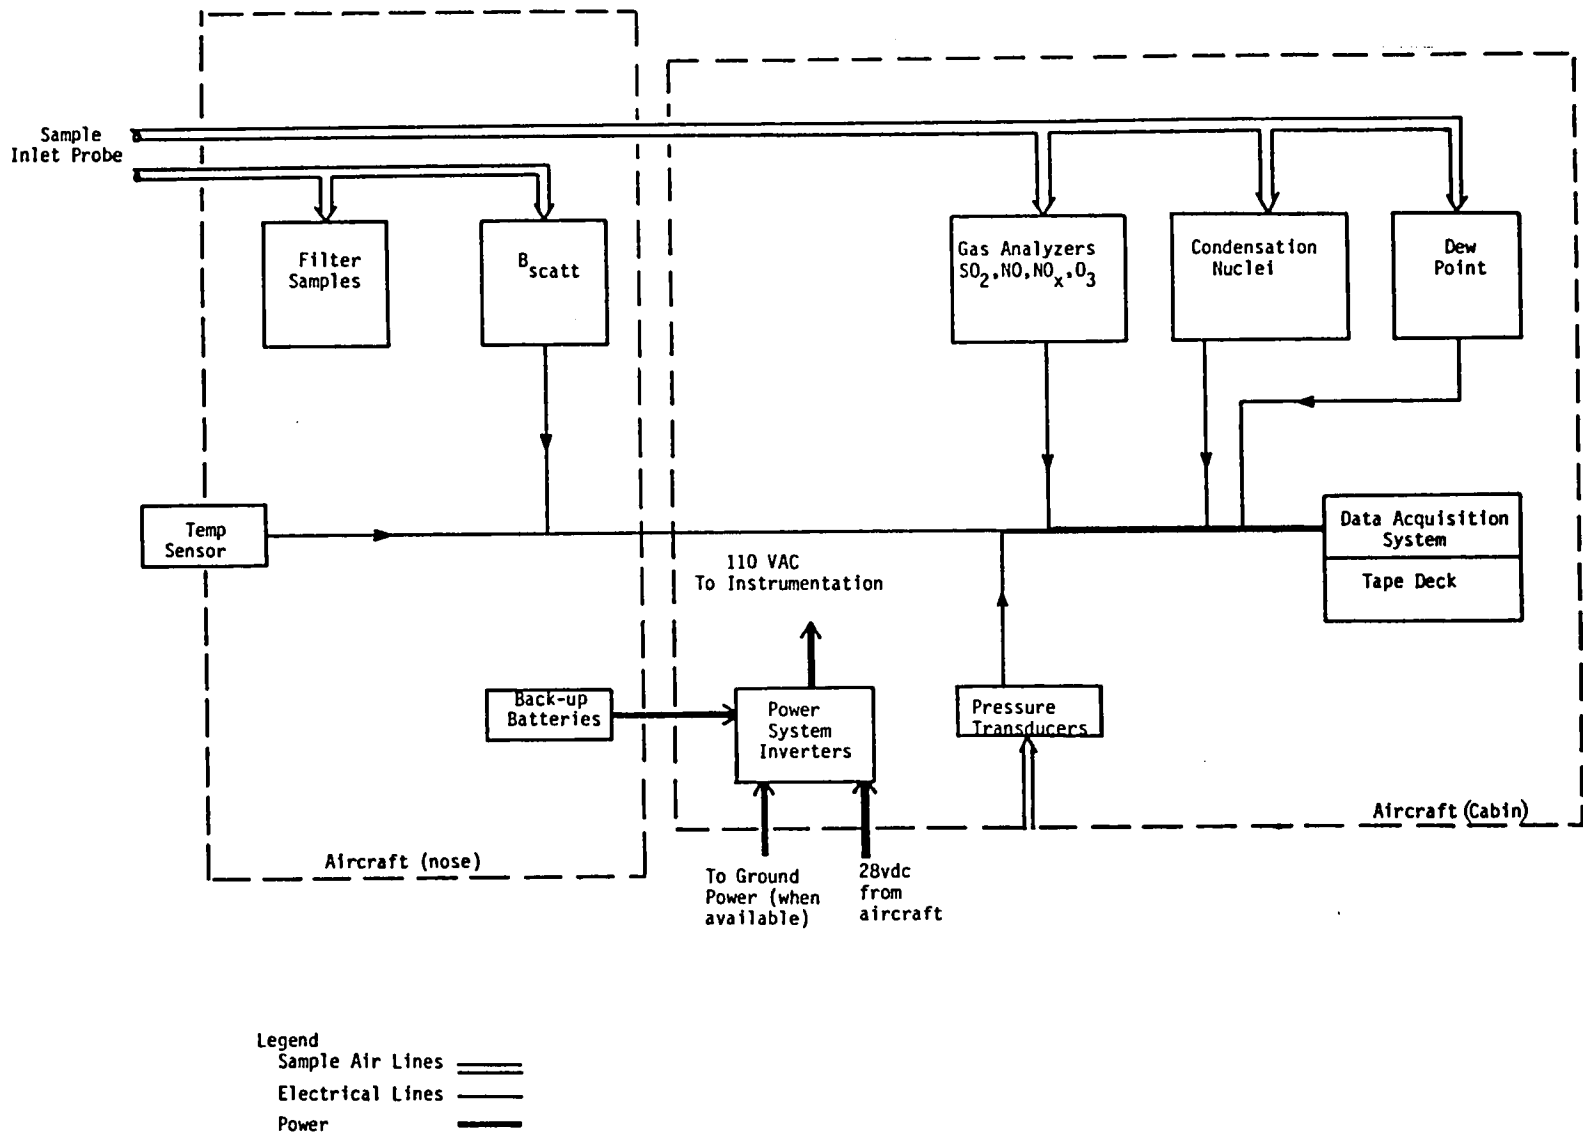 Sample
Inlet Probe
Filter
Samples
Bscatt
Gas Analyzers
SO2,NO,NOx,O3
Condensation
Nuclei
Dew
Point
Temp
Sensor
Data Acquisition
System
Tape Deck
110 VAC
To Instrumentation
Back-up
Batteries
Power
System
Inverters
Pressure
Transducers
Aircraft (Cabin)
Aircraft (nose)
To Ground
Power (when
available)
28vdc
from
aircraft
Legend
Sample Air Lines
Electrical Lines
Power